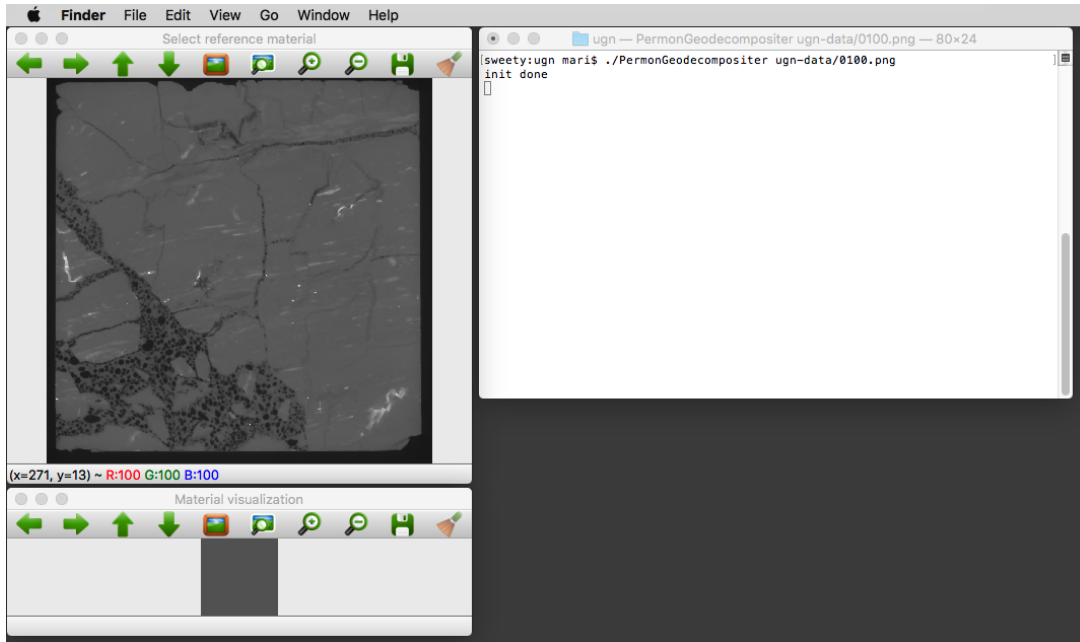 Finder File Edit View Go Window Help
Select reference material
ugn — PermonGeodecompositer ugn-data/0100.png — 80×24
[sweety:ugn mari$ ./PermonGeodecompositer ugn-data/0100.png ]
init done
(x=271, y=13) ~ R:100 G:100 B:100
Material visualization